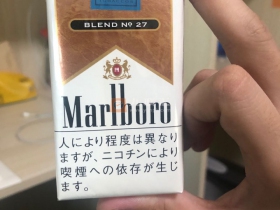 BLEND Nº 27
Marlboro
人により程度は異なり
ますが、ニコチンにより
喫煙への依存が生じ
ます。